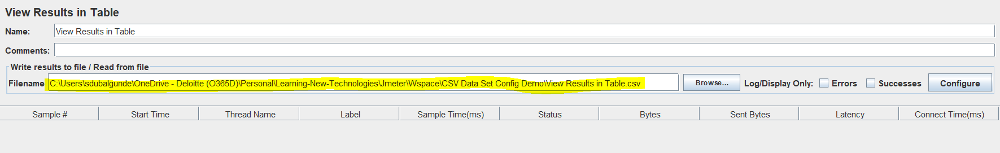 View Results in Table
Name: View Results in Table
Comments:
Write results to file / Read from file
Filename C:\Users\sdubalgunde\OneDrive - Deloitte (O365D)\Personal\Learning-New-Technologies\Jmeter\Wspace\CSV Data Set Config Demo\View Results in Table.csv Browse... Log/Display Only: Errors Successes Configure
Sample # Start Time Thread Name Label Sample Time(ms) Status Bytes Sent Bytes Latency Connect Time(ms)